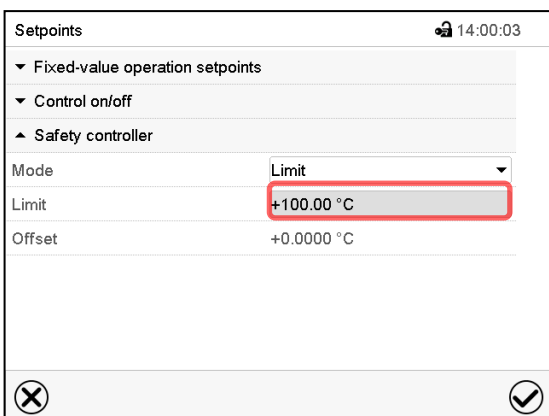 Setpoints 14:00:03
Fixed-value operation setpoints
Control on/off
Safety controller
Mode Limit
Limit +100.00 °C
Offset +0.0000 °C